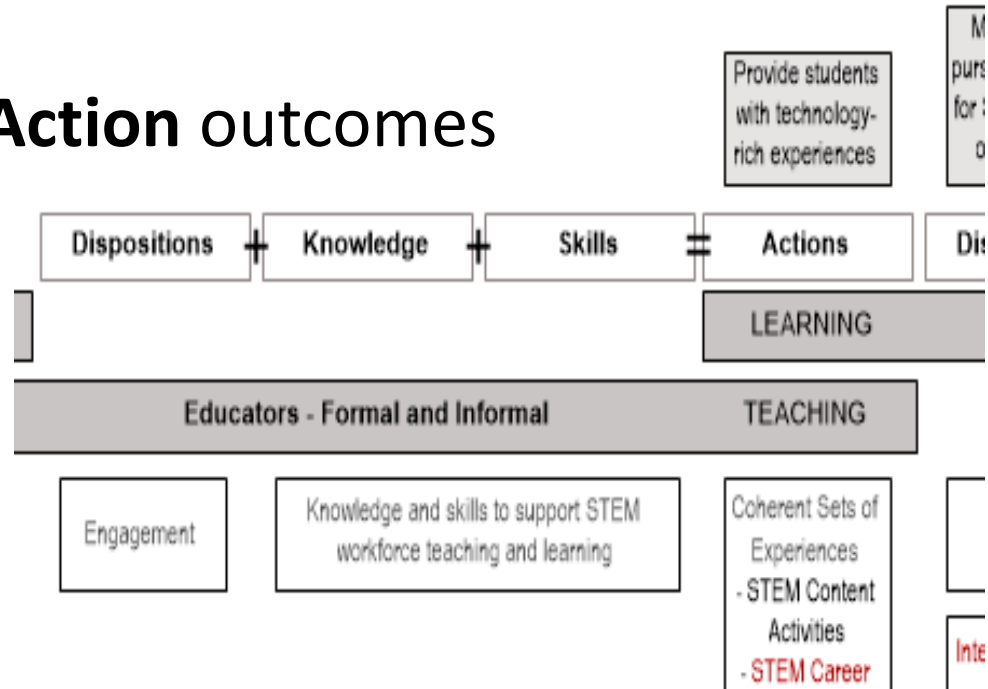 Action outcomes
Provide students
with technology-
rich experiences
Dispositions + Knowledge + Skills = Actions
LEARNING
Educators - Formal and Informal TEACHING
Engagement
Knowledge and skills to support STEM
workforce teaching and learning
Coherent Sets of
Experiences
- STEM Content
Activities
- STEM Career